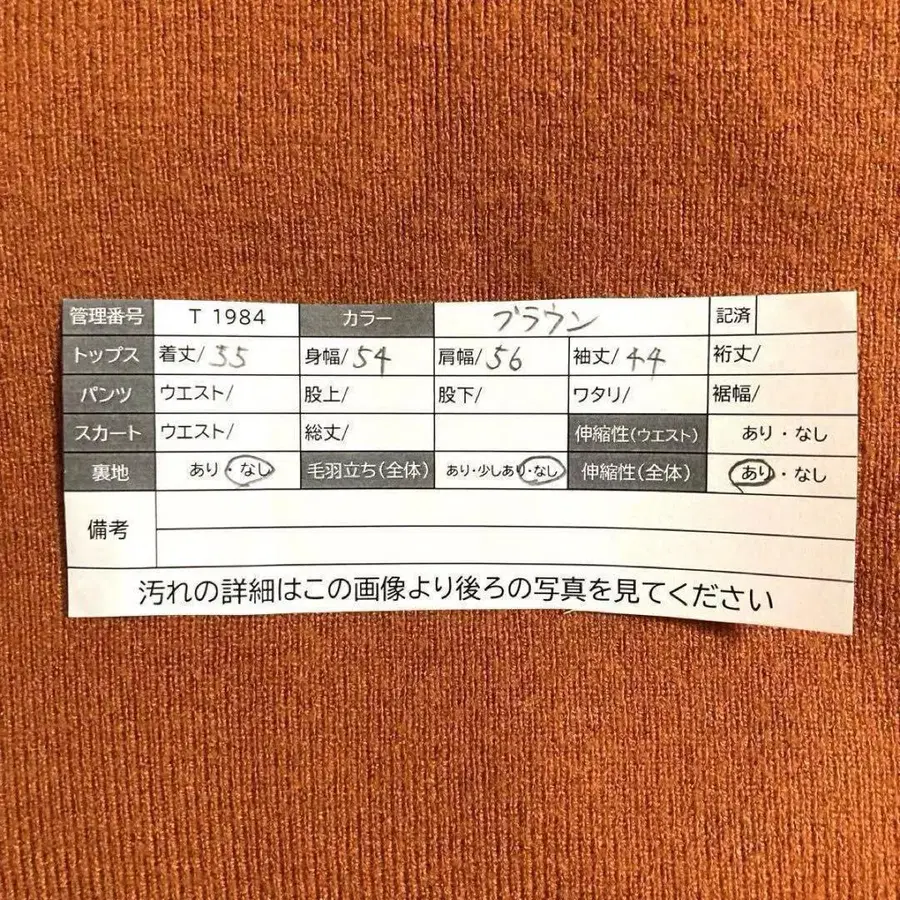 管理番号 T 1984 カラー ブラウン 記済
トップス 着丈/55 身幅/54 肩幅/56 袖丈/44 裄丈/
パンツ ウエスト/ 股上/ 股下/ ワタリ/ 裾幅/
スカート ウエスト/ 総丈/ 伸縮性(ウエスト) あり・なし
裏地 あり・なし 毛羽立ち(全体) あり・少しあり・なし 伸縮性(全体) あり・なし
備考
汚れの詳細はこの画像より後ろの写真を見てください